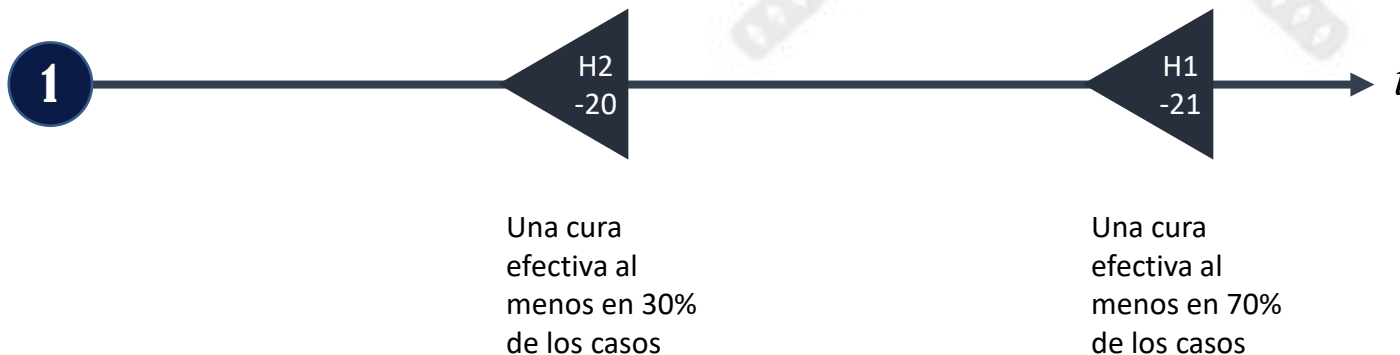 1
H2
-20
H1
-21
t
Una cura
efectiva al
menos en 30%
de los casos
Una cura
efectiva al
menos en 70%
de los casos